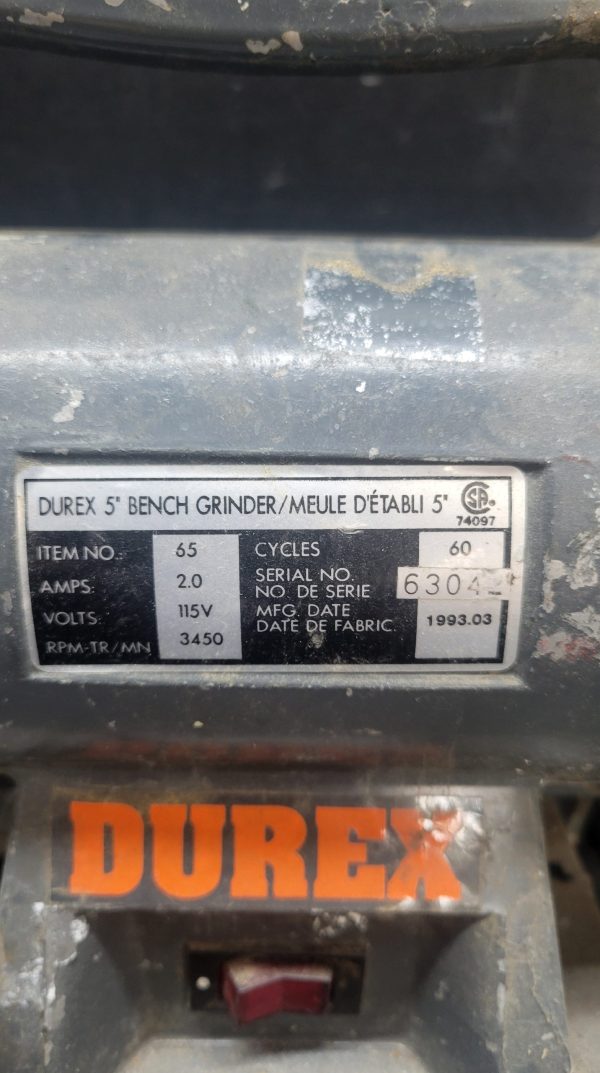 DUREX 5" BENCH GRINDER/MEULE D'ÉTABLI 5"
CSA
74097
ITEM NO.: 65
AMPS: 2.0
VOLTS: 115V
RPM-TR/MN 3450
CYCLES 60
SERIAL NO.
NO. DE SERIE
MFG. DATE 1993.03
DATE DE FABRIC.
DUREX